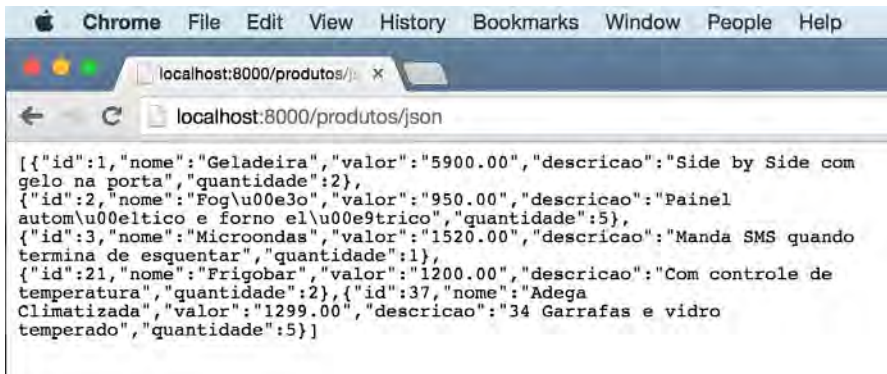 Chrome File Edit View History Bookmarks Window People Help
localhost:8000/produtos/j
localhost:8000/produtos/json
[{"id":1,"nome":"Geladeira","valor":"5900.00","descricao":"Side by Side com
gelo na porta","quantidade":2},
{"id":2,"nome":"Fog\u00e3o","valor":"950.00","descricao":"Painel
autom\u00e1tico e forno el\u00e9trico","quantidade":5},
{"id":3,"nome":"Microondas","valor":"1520.00","descricao":"Manda SMS quando
termina de esquentar","quantidade":1},
{"id":21,"nome":"Frigobar","valor":"1200.00","descricao":"Com controle de
temperatura","quantidade":2},{"id":37,"nome":"Adega
Climatizada","valor":"1299.00","descricao":"34 Garrafas e vidro
temperado","quantidade":5}]